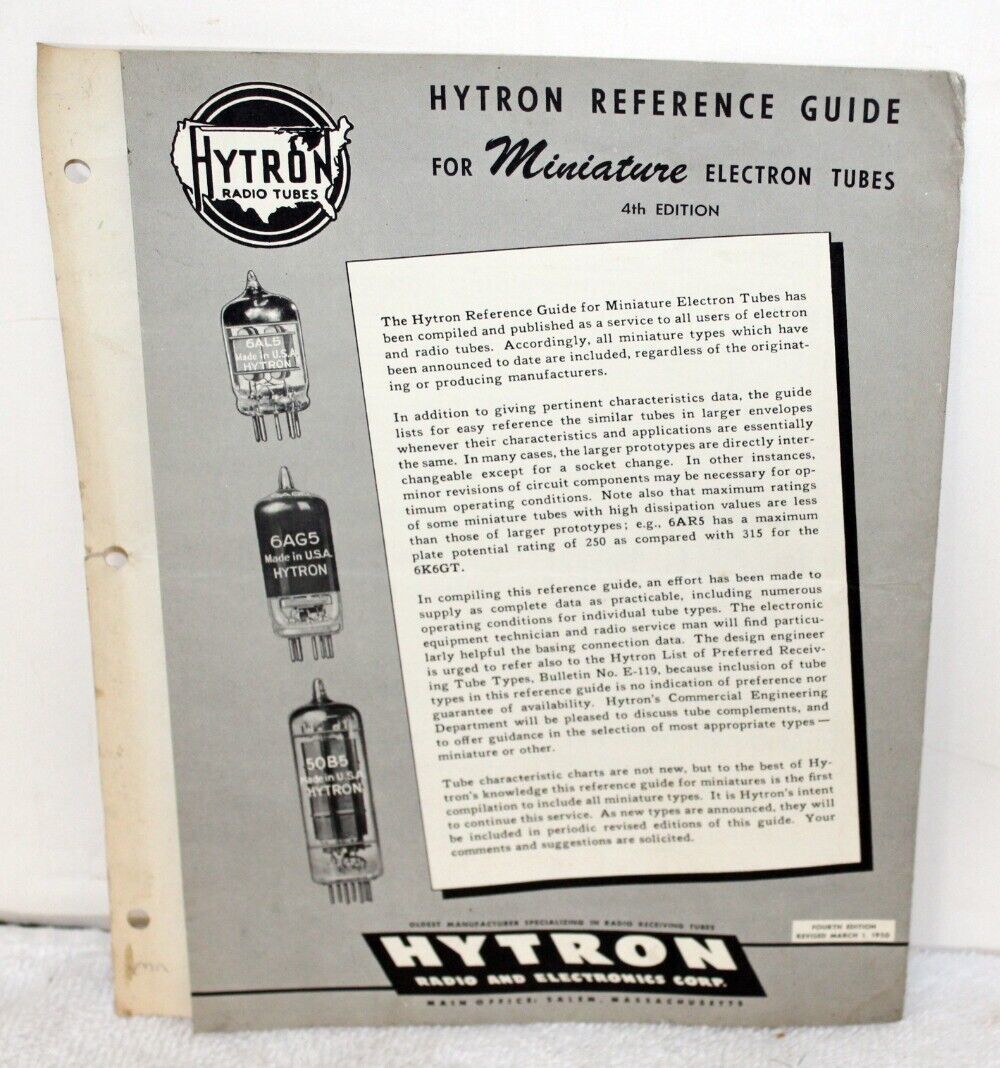 HYTRON
RADIO TUBES
HYTRON REFERENCE GUIDE
FOR Miniature ELECTRON TUBES
4th EDITION
6AL5
Made in U.S.A.
HYTRON
6AG5
Made in U.S.A.
HYTRON
50B5
Made in U.S.A
HYTRON
The Hytron Reference Guide for Miniature Electron Tubes has
been compiled and published as a service to all users of electron
and radio tubes. Accordingly, all miniature types which have
been announced to date are included, regardless of the originat-
ing or producing manufacturers.
In addition to giving pertinent characteristics data, the guide
lists for easy reference the similar tubes in larger envelopes
whenever their characteristics and applications are essentially
the same. In many cases, the larger prototypes are directly inter-
changeable except for a socket change. In other instances,
minor revisions of circuit components may be necessary for op-
timum operating conditions. Note also that maximum ratings
of some miniature tubes with high dissipation values are less
than those of larger prototypes; e.g., 6AR5 has a maximum
plate potential rating of 250 as compared with 315 for the
6K6GT.
In compiling this reference guide, an effort has been made to
supply as complete data as practicable, including numerous
operating conditions for individual tube types. The electronic
equipment technician and radio service man will find particu-
larly helpful the basing connection data. The design engineer
is urged to refer also to the Hytron List of Preferred Receiv-
ing Tube Types, Bulletin No. E-119, because inclusion of tube
types in this reference guide is no indication of preference nor
guarantee of availability. Hytron's Commercial Engineering
Department will be pleased to discuss tube complements, and
to offer guidance in the selection of most appropriate types —
miniature or other.
Tube characteristic charts are not new, but to the best of Hy-
tron's knowledge this reference guide for miniatures is the first
compilation to include all miniature types. It is Hytron's intent
to continue this service. As new types are announced, they will
be included in periodic revised editions of this guide. Your
comments and suggestions are solicited.
OLDEST MANUFACTURER SPECIALIZING IN RADIO RECEIVING TUBES
FOURTH EDITION
REVISED MARCH 1, 1950
HYTRON
RADIO AND ELECTRONICS CORP.
MAIN OFFICE: SALEM, MASSACHUSETTS